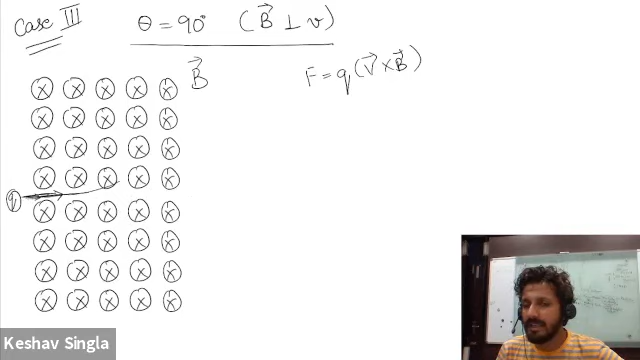 Case III
θ = 90° (B⃗ ⊥ v)
B⃗
F = q(V⃗ × B⃗)
q
Keshav Singla